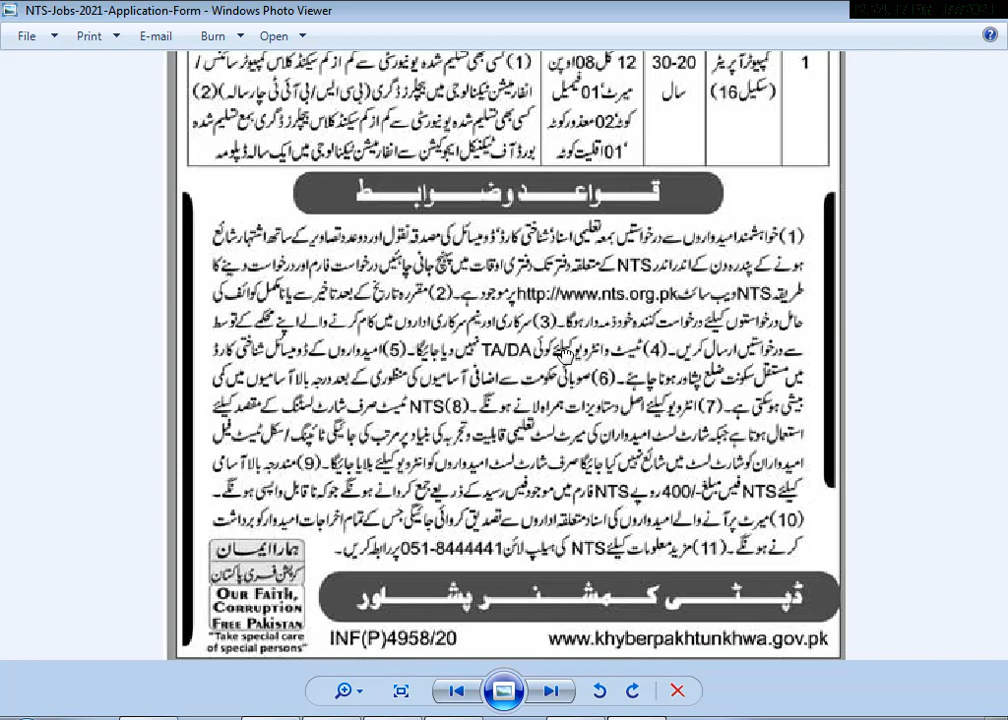 NTS-Jobs-2021-Application-Form - Windows Photo Viewer
File Print E-mail Burn Open
1 کمپیوٹر آپریٹر 30-20 12 کل 08 اوپن (1) کسی بھی تسلیم شدہ یونیورسٹی سے کم از کم سیکنڈ کلاس کمپیوٹر سائنس /
(سکیل 16) سال میرٹ '01 فیمیل انفارمیشن ٹیکنالوجی میں بیچلرز ڈگری (بی سی ایس/بی آئی ٹی چار سالہ) (2)
کوٹہ 02 معذور کوٹہ کسی بھی تسلیم شدہ یونیورسٹی سے کم از کم سیکنڈ کلاس بیچلرز ڈگری بمع تسلیم شدہ
'01 اقلیت کوٹہ بورڈ آف ٹیکنیکل ایجوکیشن سے انفارمیشن ٹیکنالوجی میں ایک سالہ ڈپلومہ
قواعد و ضوابط
(1) خواہشمند امیدواروں سے درخواستیں بمعہ تعلیمی اسناد' شناختی کارڈ' ڈومیسائل کی مصدقہ نقول اور دو عدد تصاویر کے ساتھ اشتہار شائع
ہونے کے پندرہ دن کے اندر اندر NTS کے متعلقہ دفتر تک دفتری اوقات میں پہنچ جانی چاہئیں درخواست فارم اور درخواست دینے کا
طریقہ NTS ویب سائٹ http://www.nts.org.pk پر موجود ہے۔ (2) مقررہ تاریخ کے بعد تاخیر سے یا نامکمل کوائف کی
حامل درخواستوں کیلئے درخواست کنندہ خود ذمہ دار ہوگا۔ (3) سرکاری اور نیم سرکاری اداروں میں کام کرنے والے اپنے محکمے کے توسط
سے درخواستیں ارسال کریں۔ (4) ٹیسٹ و انٹرویو کیلئے کوئی TA/DA نہیں دیا جائیگا۔ (5) امیدواروں کے ڈومیسائل شناختی کارڈ
میں مستقل سکونت ضلع پشاور ہونا چاہئے۔ (6) صوبائی حکومت سے اضافی آسامیوں کی منظوری کے بعد درجہ بالا آسامیوں میں کمی
بیشی ہوسکتی ہے۔ (7) انٹرویو کیلئے اصل دستاویزات ہمراہ لانے ہونگے۔ (8) NTS ٹیسٹ صرف شارٹ لسٹنگ کے مقصد کیلئے
استعمال ہونا ہے جبکہ شارٹ لسٹ امیدواران کی میرٹ لسٹ تعلیمی قابلیت و تجربہ کی بنیاد پر مرتب کی جائیگی ٹائپنگ / سکل ٹیسٹ فیل
امیدواران کو شارٹ لسٹ میں شائع نہیں کیا جائیگا صرف شارٹ لسٹ امیدواروں کو انٹرویو کیلئے بلایا جائیگا۔ (9) مندرجہ بالا آسامی
کیلئے NTS فیس مبلغ -/400 روپے NTS فارم میں موجود فیس رسید کے ذریعے جمع کروانے ہونگے جو کہ ناقابل واپسی ہونگے۔
(10) میرٹ پر آنے والے امیدواروں کی اسناد متعلقہ اداروں سے تصدیق کروائی جائیگی جس کے تمام اخراجات امیدوار کو برداشت
کرنے ہونگے۔ (11) مزید معلومات کیلئے NTS کی ہیلپ لائن 051-8444441 پر رابطہ کریں۔
ہمارا ایمان
کرپشن فری پاکستان
OUR FAITH,
CORRUPTION
FREE PAKISTAN
"Take special care
of special persons"
ڈپٹی کمشنر پشاور
INF(P)4958/20 www.khyberpakhtunkhwa.gov.pk